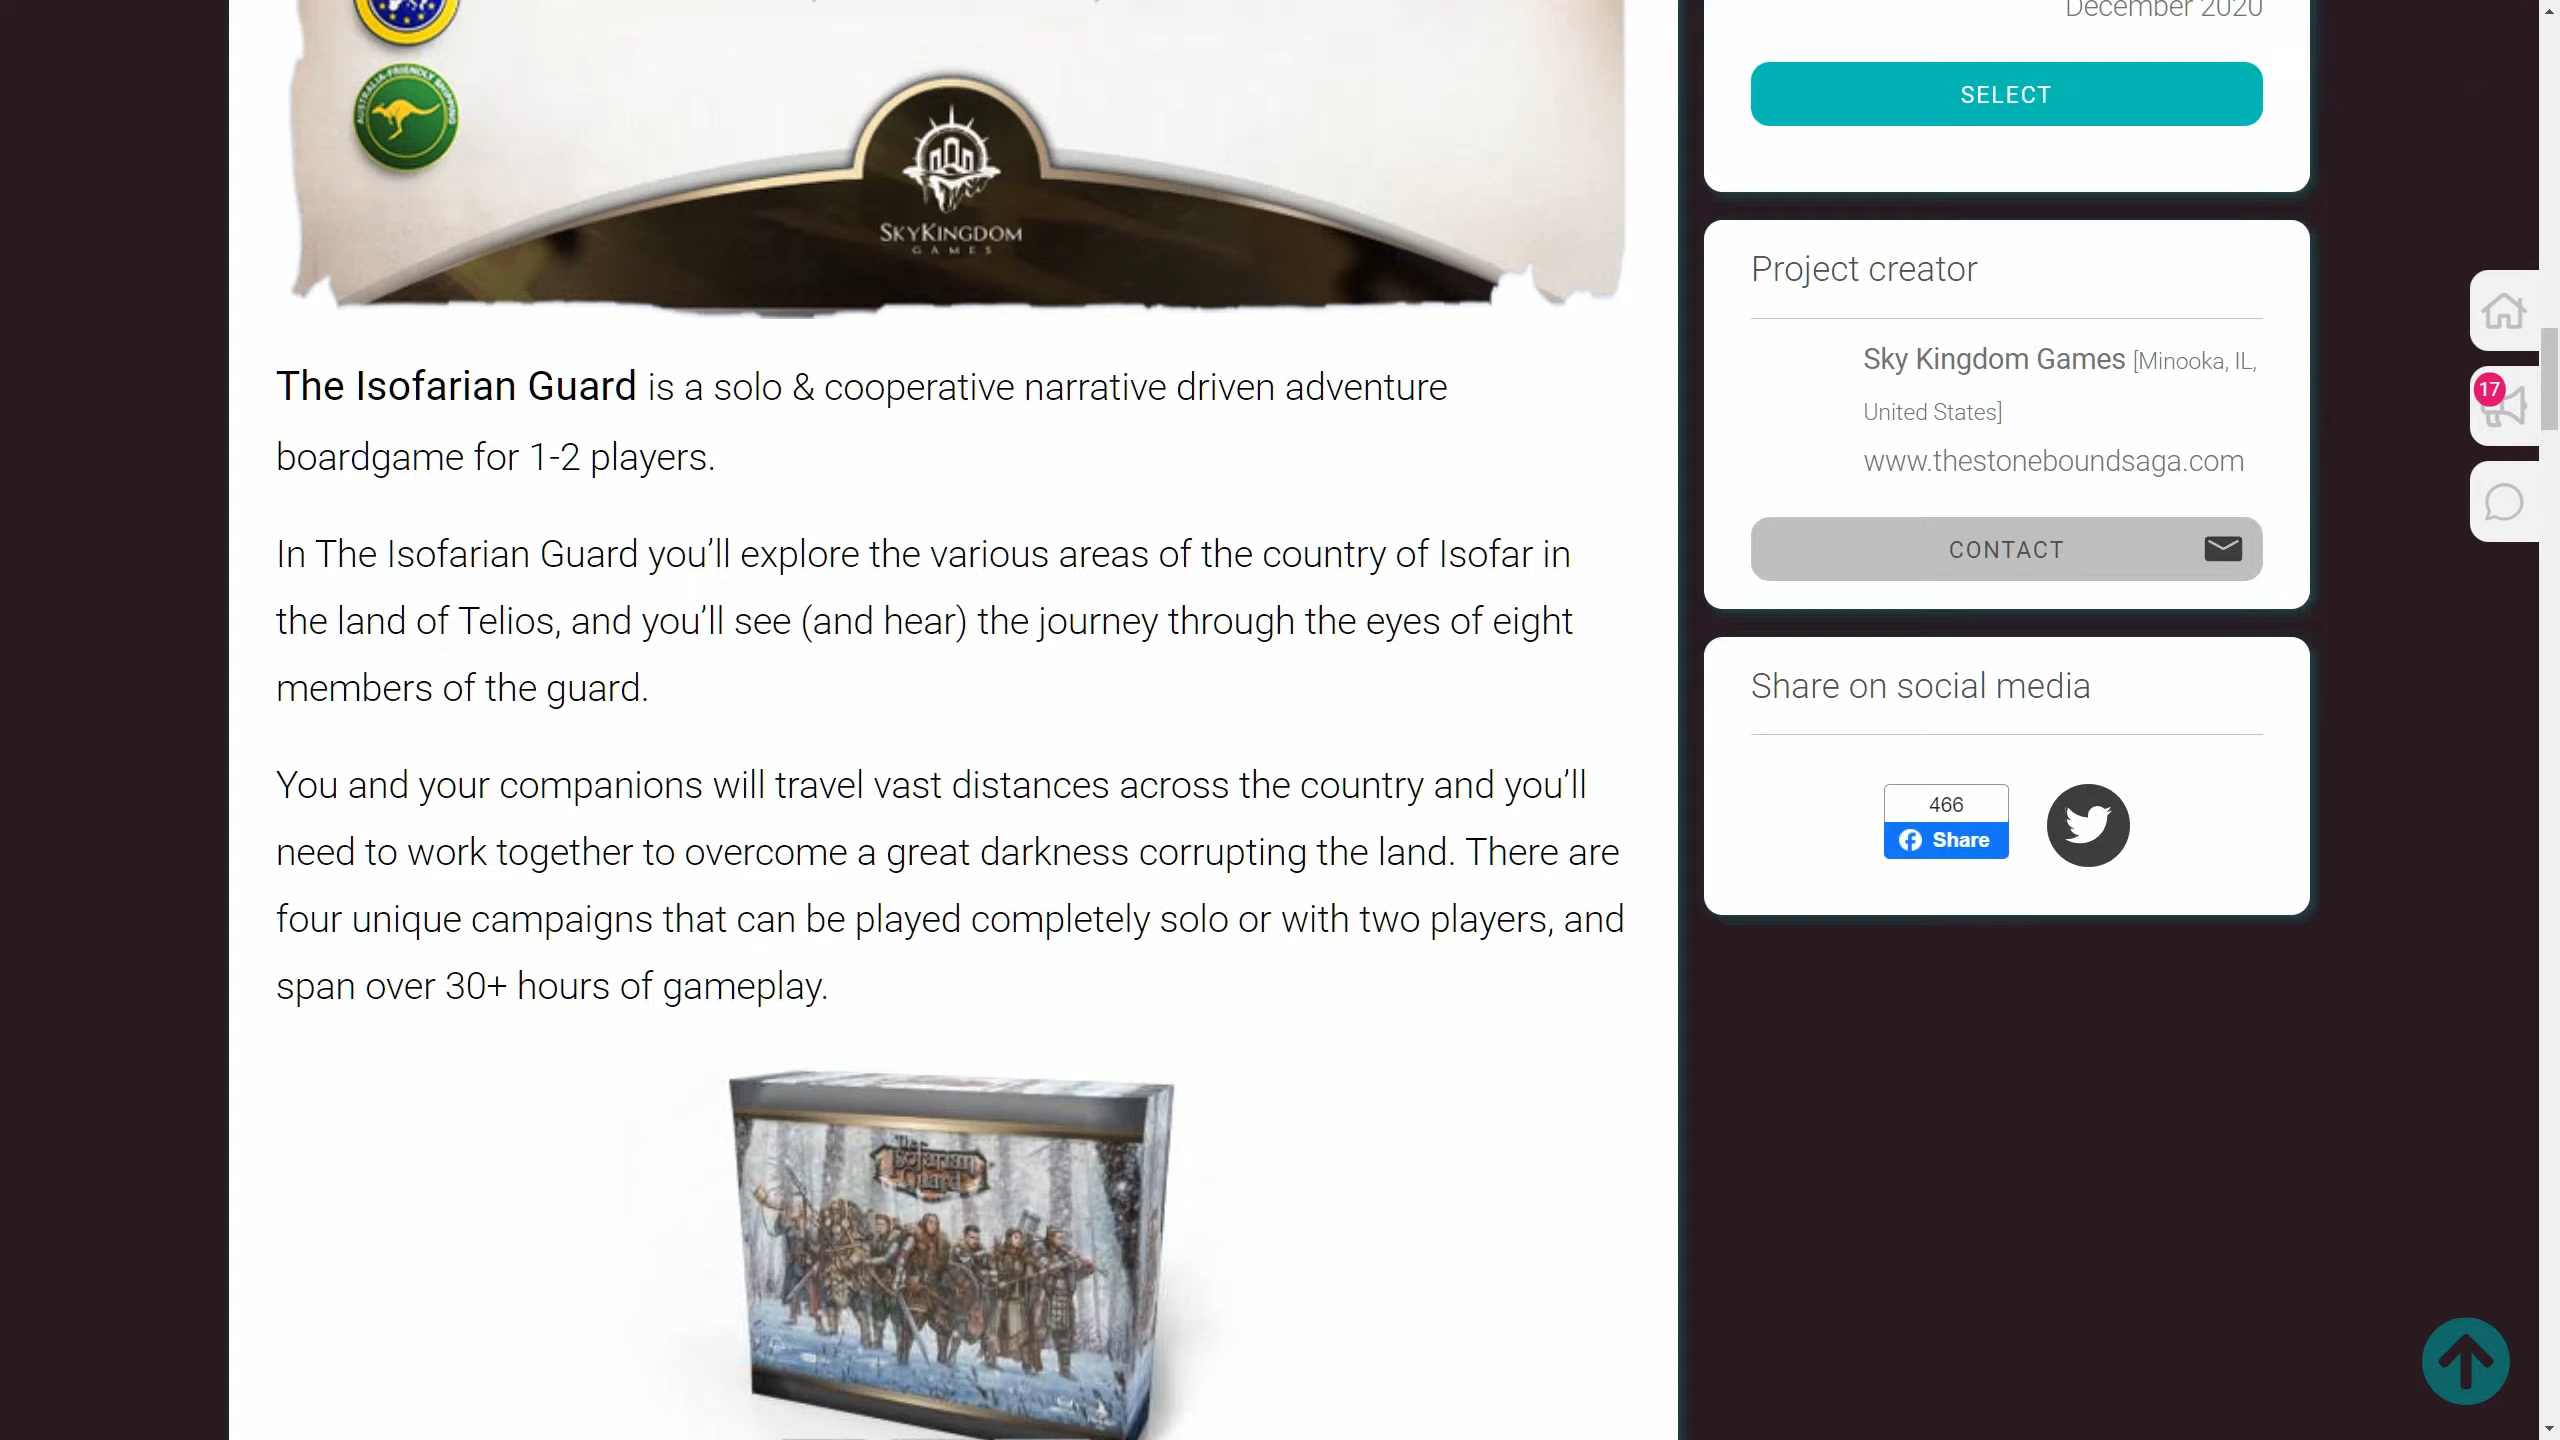 AUSTRALIA-FRIENDLY SHIPPING
SKYKINGDOM
GAMES
The Isofarian Guard is a solo & cooperative narrative driven adventure
boardgame for 1-2 players.
In The Isofarian Guard you’ll explore the various areas of the country of Isofar in
the land of Telios, and you’ll see (and hear) the journey through the eyes of eight
members of the guard.
You and your companions will travel vast distances across the country and you’ll
need to work together to overcome a great darkness corrupting the land. There are
four unique campaigns that can be played completely solo or with two players, and
span over 30+ hours of gameplay.
The
Isofarian
Guard
December 2020
SELECT
Project creator
Sky Kingdom Games [Minooka, IL,
United States]
www.thestoneboundsaga.com
CONTACT
Share on social media
466
Share
17